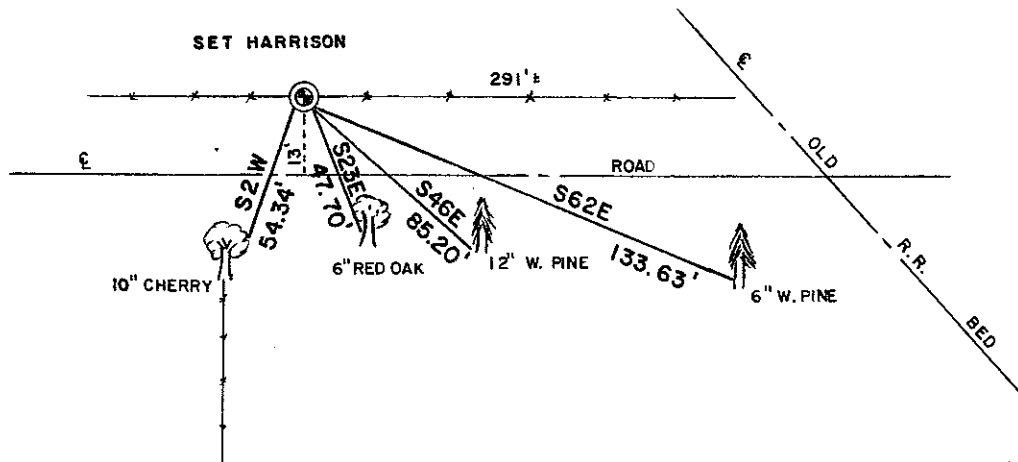 SET HARRISON
291'±
℄
℄
13'
ROAD
OLD
R.R.
BED
S2W
54.34'
S23E
47.70'
S46E
85.20'
S62E
133.63'
10" CHERRY
6" RED OAK
12" W. PINE
6" W. PINE